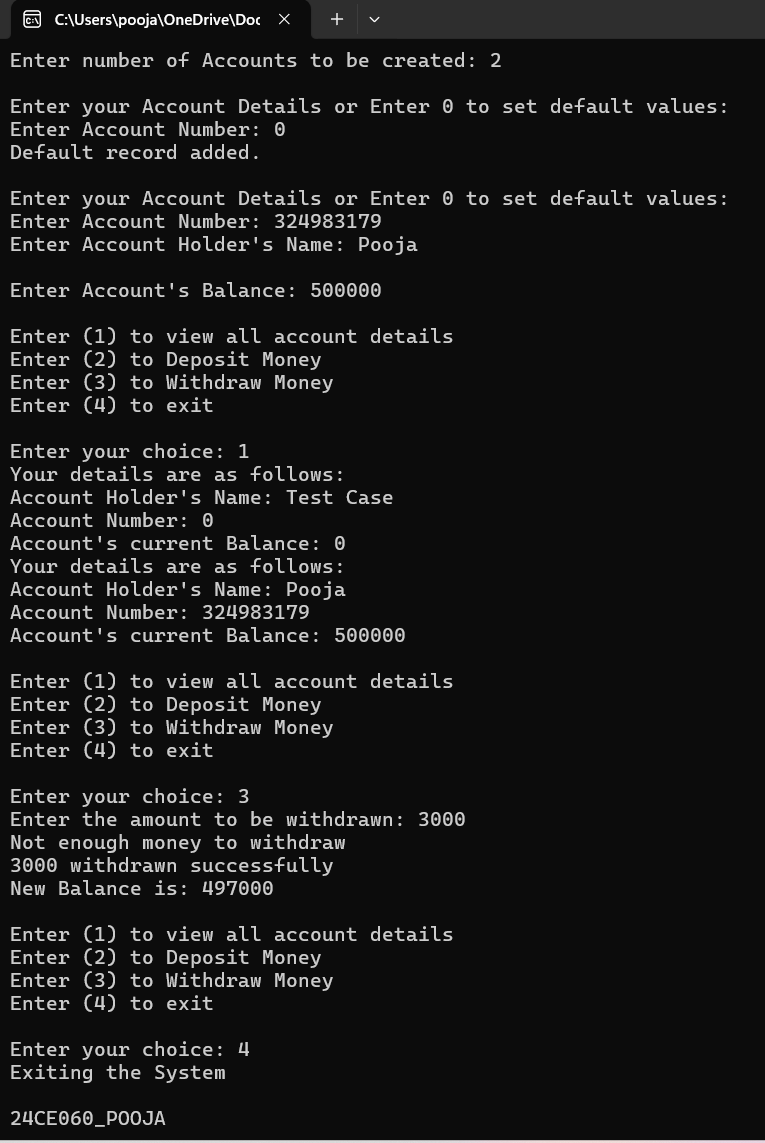 C:\Users\pooja\OneDrive\Doc
Enter number of Accounts to be created: 2
Enter your Account Details or Enter 0 to set default values:
Enter Account Number: 0
Default record added.
Enter your Account Details or Enter 0 to set default values:
Enter Account Number: 324983179
Enter Account Holder's Name: Pooja
Enter Account's Balance: 500000
Enter (1) to view all account details
Enter (2) to Deposit Money
Enter (3) to Withdraw Money
Enter (4) to exit
Enter your choice: 1
Your details are as follows:
Account Holder's Name: Test Case
Account Number: 0
Account's current Balance: 0
Your details are as follows:
Account Holder's Name: Pooja
Account Number: 324983179
Account's current Balance: 500000
Enter (1) to view all account details
Enter (2) to Deposit Money
Enter (3) to Withdraw Money
Enter (4) to exit
Enter your choice: 3
Enter the amount to be withdrawn: 3000
Not enough money to withdraw
3000 withdrawn successfully
New Balance is: 497000
Enter (1) to view all account details
Enter (2) to Deposit Money
Enter (3) to Withdraw Money
Enter (4) to exit
Enter your choice: 4
Exiting the System
24CE060_POOJA